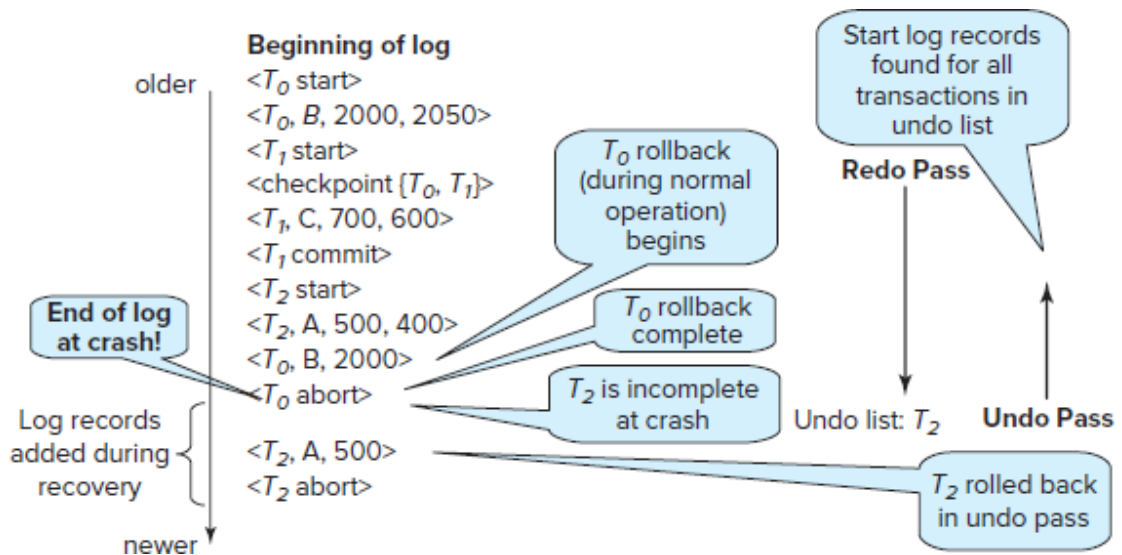 Beginning of log
older
<T0 start>
<T0, B, 2000, 2050>
<T1 start>
<checkpoint {T0, T1}>
<T1, C, 700, 600>
<T1 commit>
<T2 start>
<T2, A, 500, 400>
<T0, B, 2000>
<T0 abort>
<T2, A, 500>
<T2 abort>
newer
End of log
at crash!
Log records
added during
recovery
T0 rollback
(during normal
operation)
begins
T0 rollback
complete
T2 is incomplete
at crash
Start log records
found for all
transactions in
undo list
Redo Pass
Undo list: T2
Undo Pass
T2 rolled back
in undo pass